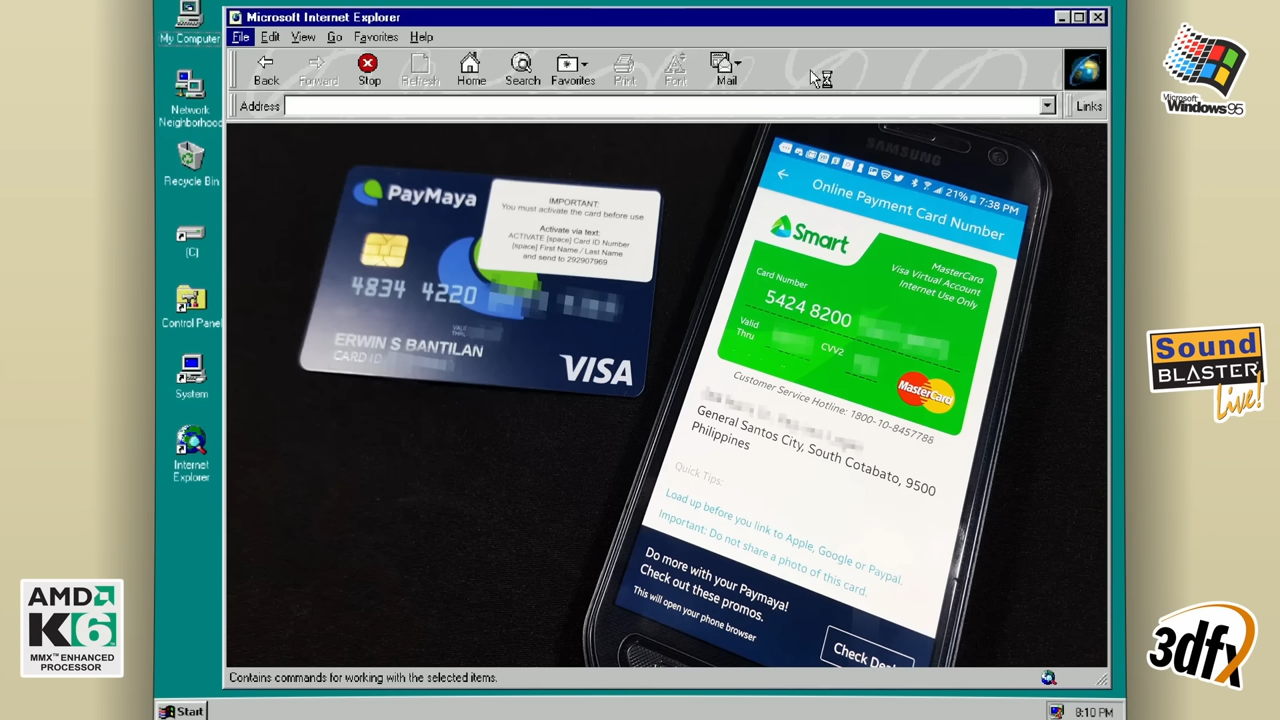 Microsoft Internet Explorer
File Edit View Go Favorites Help
Back Forward Stop Refresh Home Search Favorites Print Font Mail
Address
Links
My Computer
Network
Neighborhood
Recycle Bin
[C]
Control Panel
System
Internet
Explorer
PayMaya
IMPORTANT:
You must activate the card before use
Activate via text:
ACTIVATE [space] Card ID Number
[space] First Name / Last Name
and send to 292907969
4834 4220
ERWIN S BANTILAN
CARD ID
VISA
SAMSUNG
21% 7:38 PM
Online Payment Card Number
Smart
MasterCard
Visa Virtual Account
Internet Use Only
Card Number
5424 8200
Valid
Thru
CVV2
MasterCard
Customer Service Hotline: 1800-10-8457788
General Santos City, South Cotabato, 9500
Philippines
Quick Tips:
Load up before you link to Apple, Google or Paypal.
Important: Do not share a photo of this card.
Do more with your Paymaya!
Check out these promos.
This will open your phone browser
Check
Contains commands for working with the selected items.
Start
8:10 PM
Microsoft
Windows 95
Sound
BLASTER
Live!
AMD
K6
MMX™ ENHANCED
PROCESSOR
3dfx